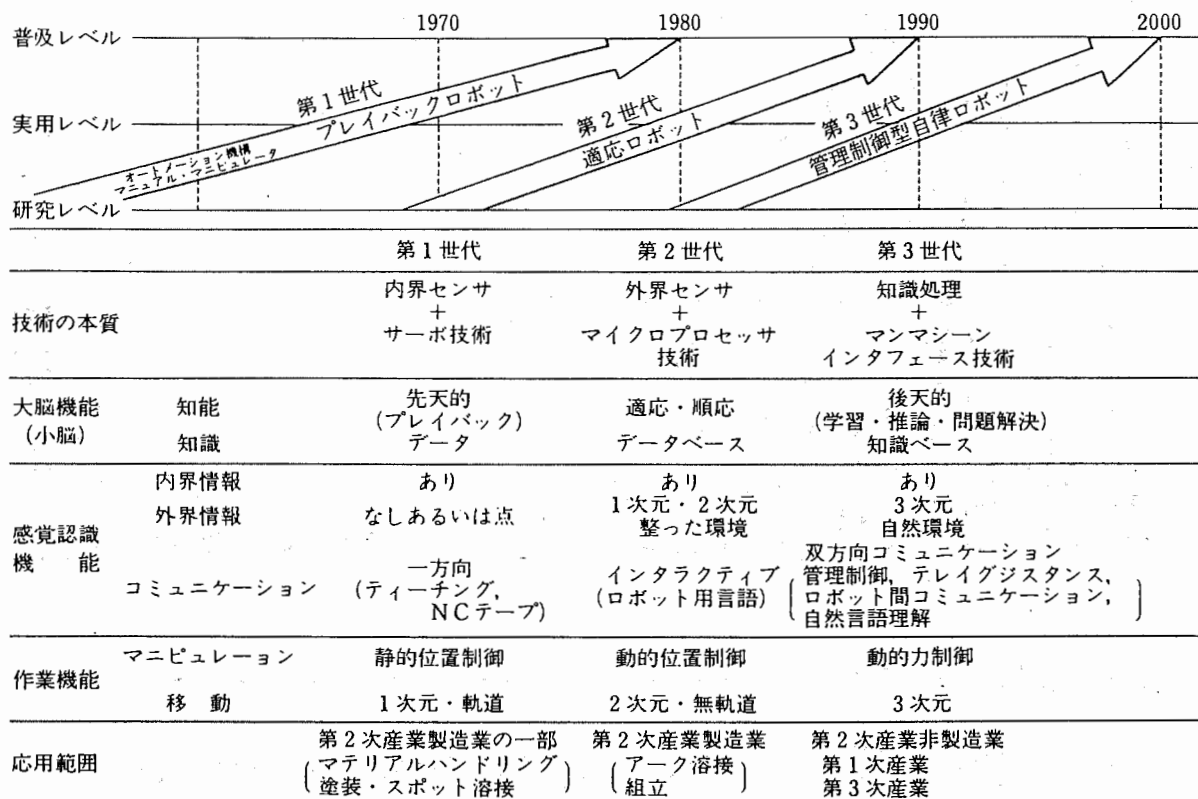 1970 1980 1990 2000
普及レベル
第1世代
プレイバックロボット
第2世代
適応ロボット
第3世代
管理制御型自律ロボット
実用レベル
オートメーション機構
マニュアル・マニピュレータ
研究レベル
第1世代 第2世代 第3世代
内界センサ 外界センサ 知識処理
+ + +
技術の本質 サーボ技術 マイクロプロセッサ マンマシーン
技術 インタフェース技術
大脳機能 知能 先天的 適応・順応 後天的
(小脳) (プレイバック) (学習・推論・問題解決)
知識 データ データベース 知識ベース
内界情報 あり あり あり
外界情報 なしあるいは点 1次元・2次元 3次元
感覚認識 整った環境 自然環境
機能 双方向コミュニケーション
コミュニケーション 一方向 インタラクティブ 管理制御,テレイグジスタンス,
(ティーチング, (ロボット用言語) ロボット間コミュニケーション,
NCテープ) 自然言語理解
マニピュレーョン 静的位置制御 動的位置制御 動的力制御
作業機能
移動 1次元・軌道 2次元・無軌道 3次元
第2次産業製造業の一部 第2次産業製造業 第2次産業非製造業
応用範囲 マテリアルハンドリング アーク溶接 第1次産業
塗装・スポット溶接 組立 第3次産業